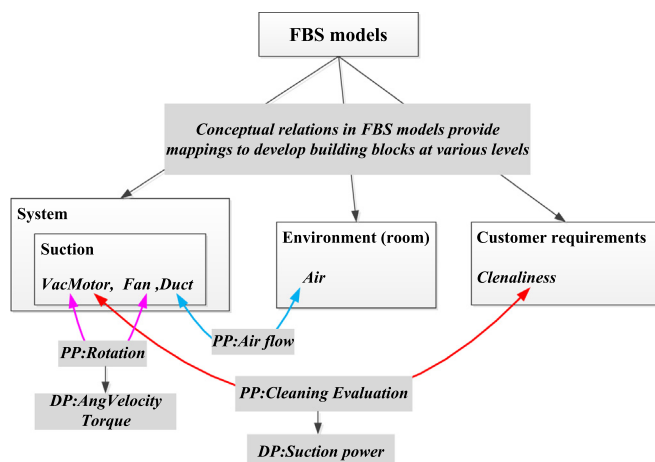 FBS models
Conceptual relations in FBS models provide
mappings to develop building blocks at various levels
System
Suction
VacMotor, Fan ,Duct
Environment (room)
Air
Customer requirements
Clenaliness
PP:Rotation
PP:Air flow
DP:AngVelocity
Torque
PP:Cleaning Evaluation
DP:Suction power